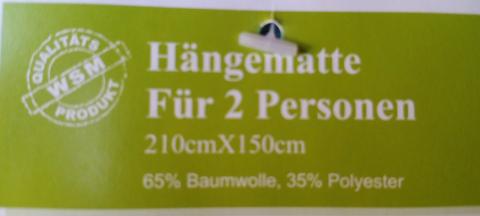 QUALITÄTS
WSM
PRODUKT
Hängematte
Für 2 Personen
210cmX150cm
65% Baumwolle, 35% Polyester